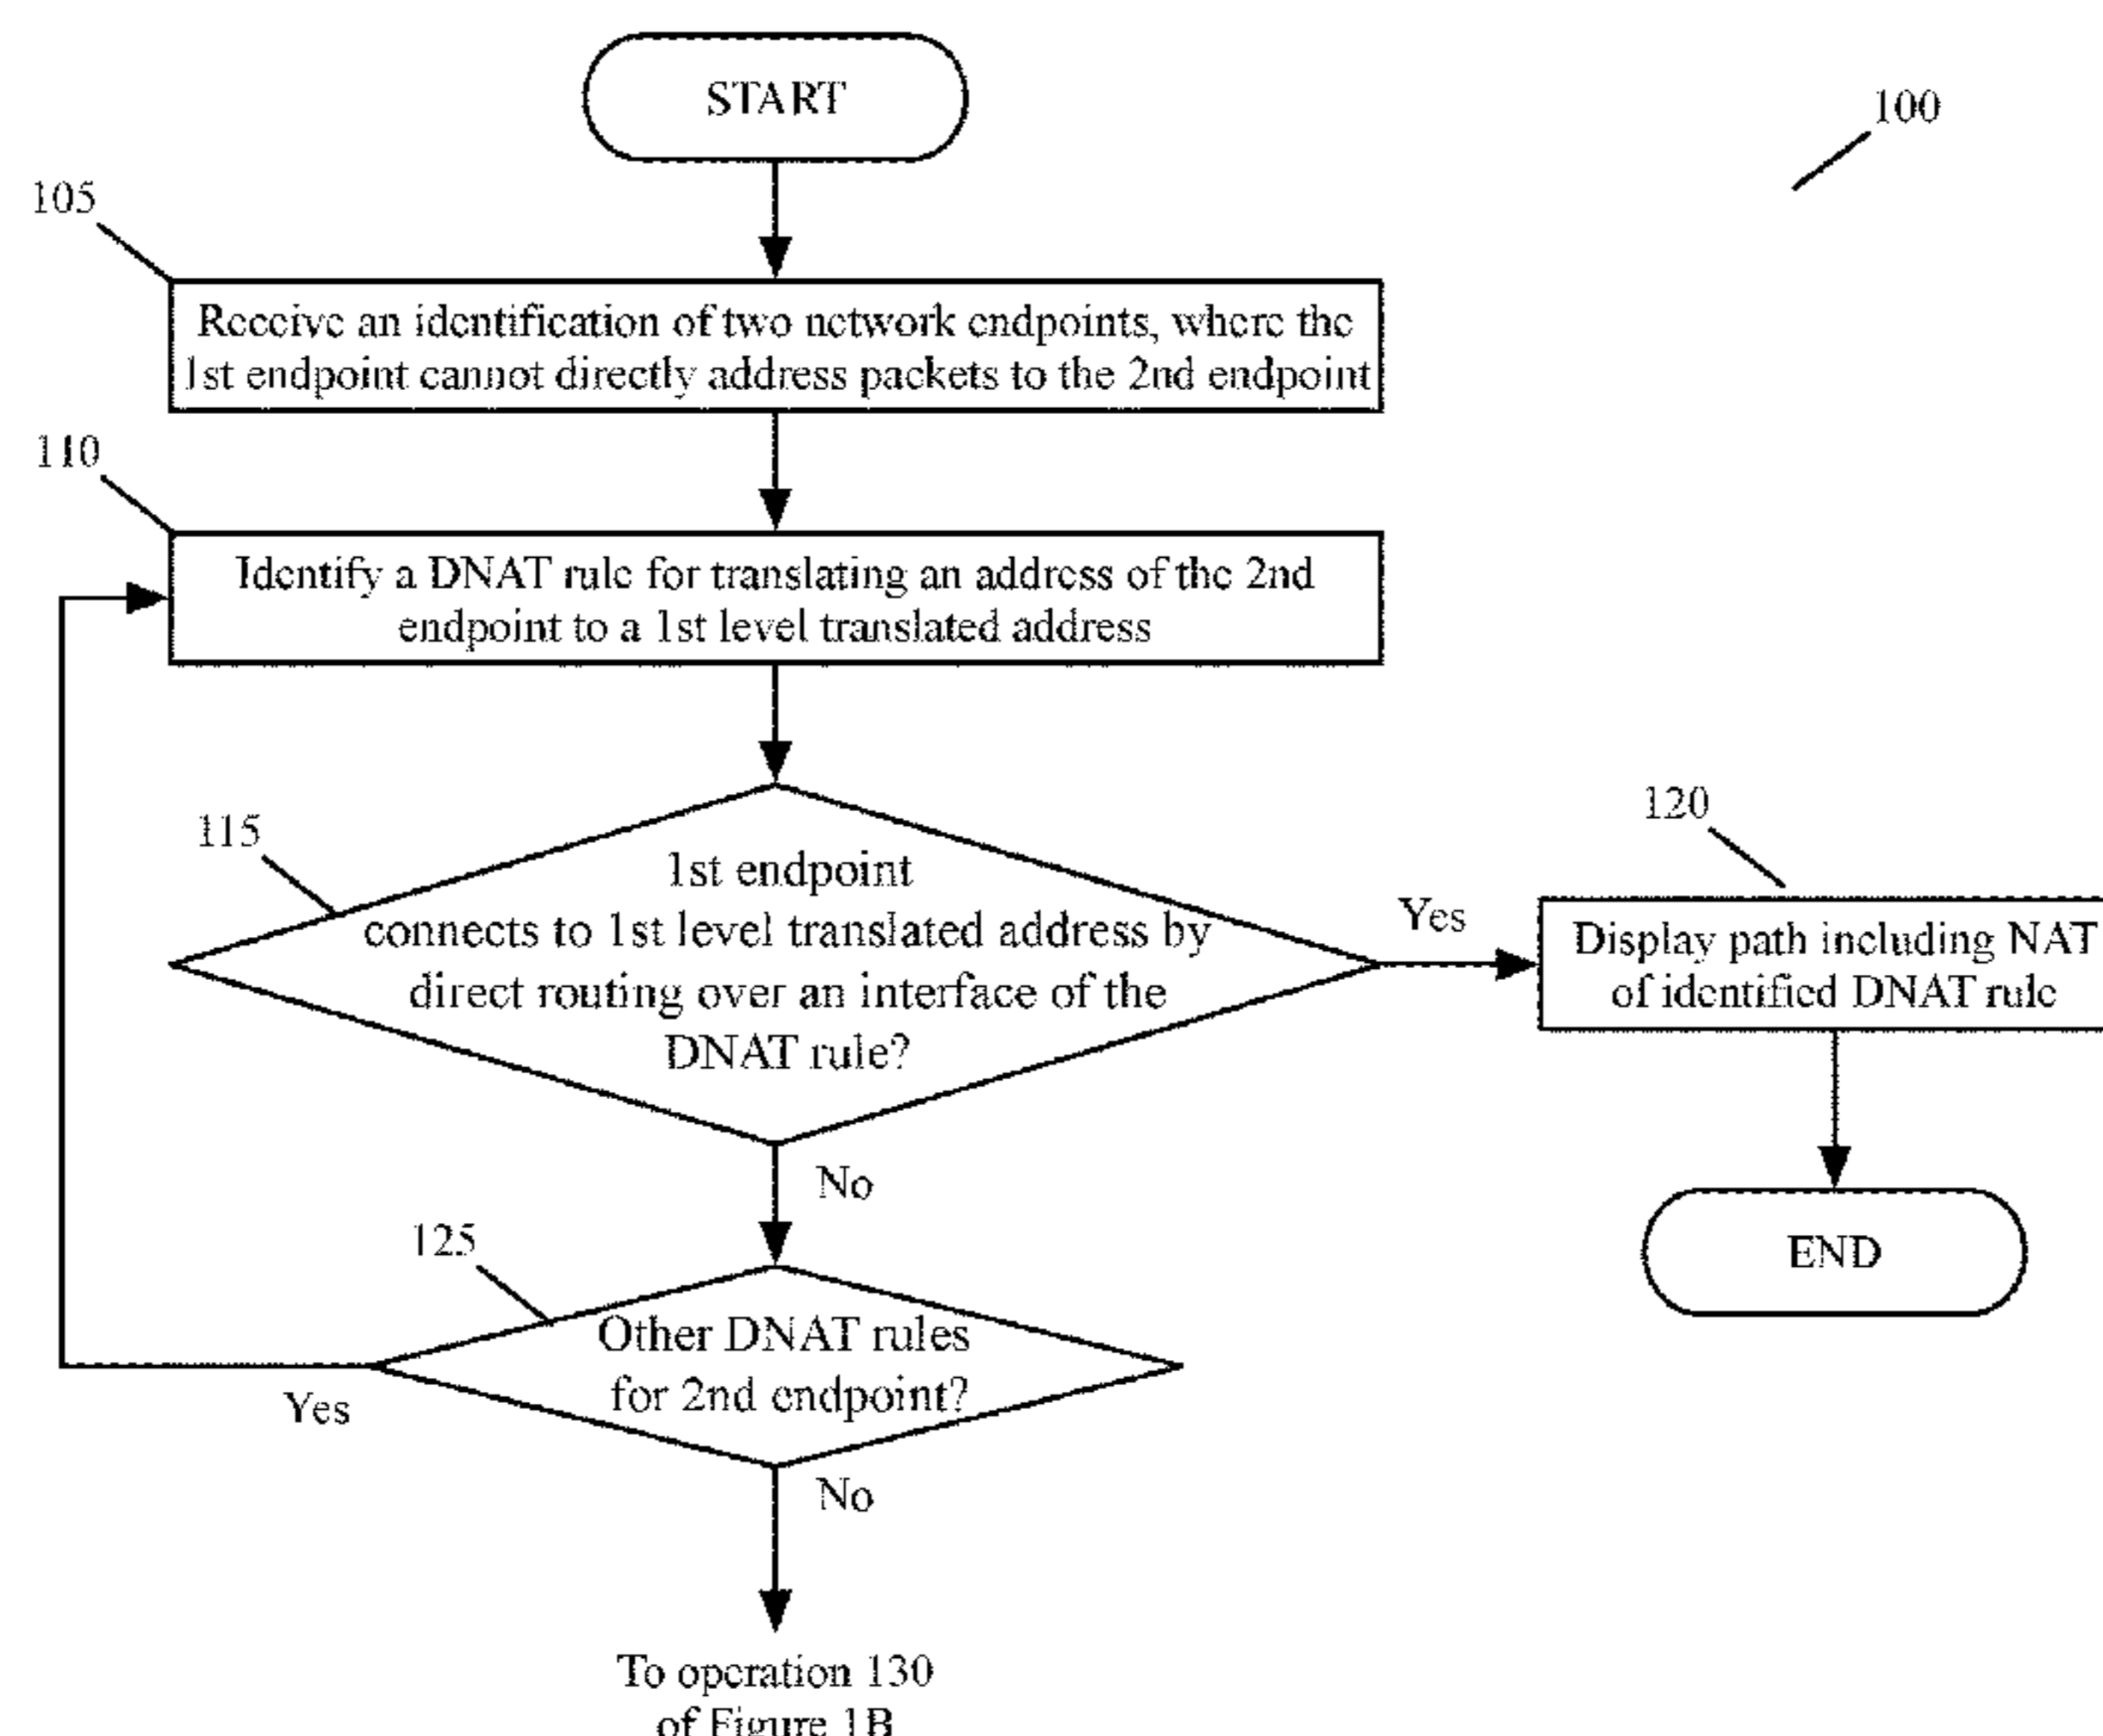 START
100
105
Receive an identification of two network endpoints, where the
1st endpoint cannot directly address packets to the 2nd endpoint
110
Identify a DNAT rule for translating an address of the 2nd
endpoint to a 1st level translated address
115
1st endpoint
connects to 1st level translated address by
direct routing over an interface of the
DNAT rule?
Yes
120
Display path including NAT
of identified DNAT rule
No
END
125
Other DNAT rules
for 2nd endpoint?
Yes
No
To operation 130
of Figure 1B